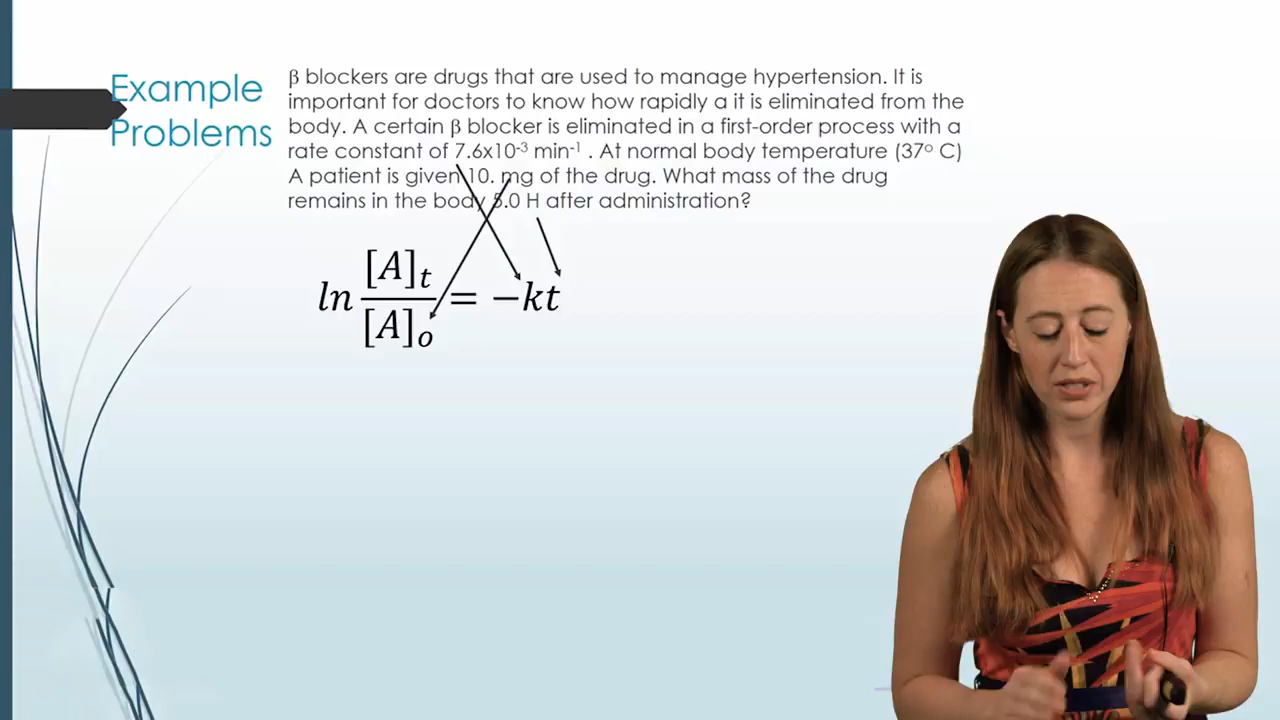 Example
Problems
β blockers are drugs that are used to manage hypertension. It is
important for doctors to know how rapidly a it is eliminated from the
body. A certain β blocker is eliminated in a first-order process with a
rate constant of 7.6x10⁻³ min⁻¹ . At normal body temperature (37° C)
A patient is given 10. mg of the drug. What mass of the drug
remains in the body 5.0 H after administration?
ln [A]t / [A]o = −kt